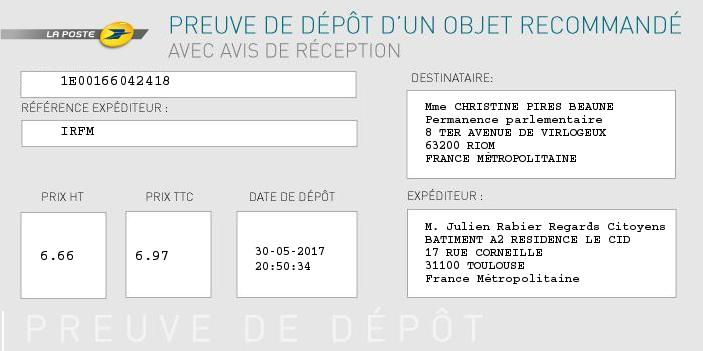 LA POSTE
PREUVE DE DÉPÔT D'UN OBJET RECOMMANDÉ
AVEC AVIS DE RÉCEPTION
1E00166042418
RÉFÉRENCE EXPÉDITEUR :
IRFM
DESTINATAIRE:
Mme CHRISTINE PIRES BEAUNE
Permanence parlementaire
8 TER AVENUE DE VIRLOGEUX
63200 RIOM
FRANCE MÉTROPOLITAINE
PRIX HT
6.66
PRIX TTC
6.97
DATE DE DÉPÔT
30-05-2017
20:50:34
EXPÉDITEUR :
M. Julien Rabier Regards Citoyens
BATIMENT A2 RESIDENCE LE CID
17 RUE CORNEILLE
31100 TOULOUSE
France Métropolitaine
PREUVE DE DÉPÔT